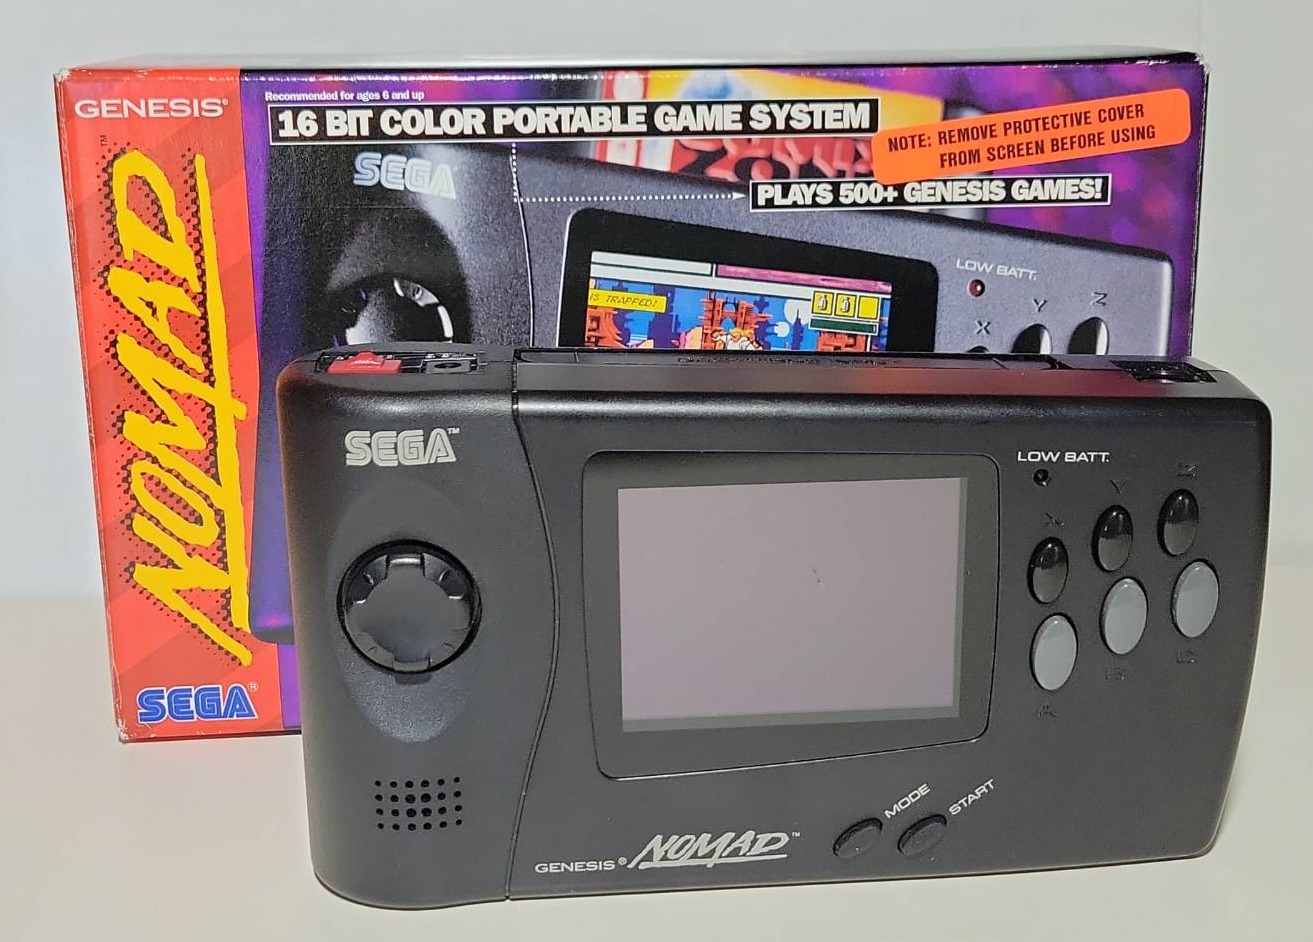 GENESIS®
Recommended for ages 6 and up
16 BIT COLOR PORTABLE GAME SYSTEM
NOTE: REMOVE PROTECTIVE COVER
FROM SCREEN BEFORE USING
PLAYS 500+ GENESIS GAMES!
SEGA
NOMAD™
IS TRAPPED!
LOW BATT.
X
Y
Z
SEGA®
SEGA™
LOW BATT.
X
Y
Z
A
B
C
MODE
START
GENESIS® NOMAD™